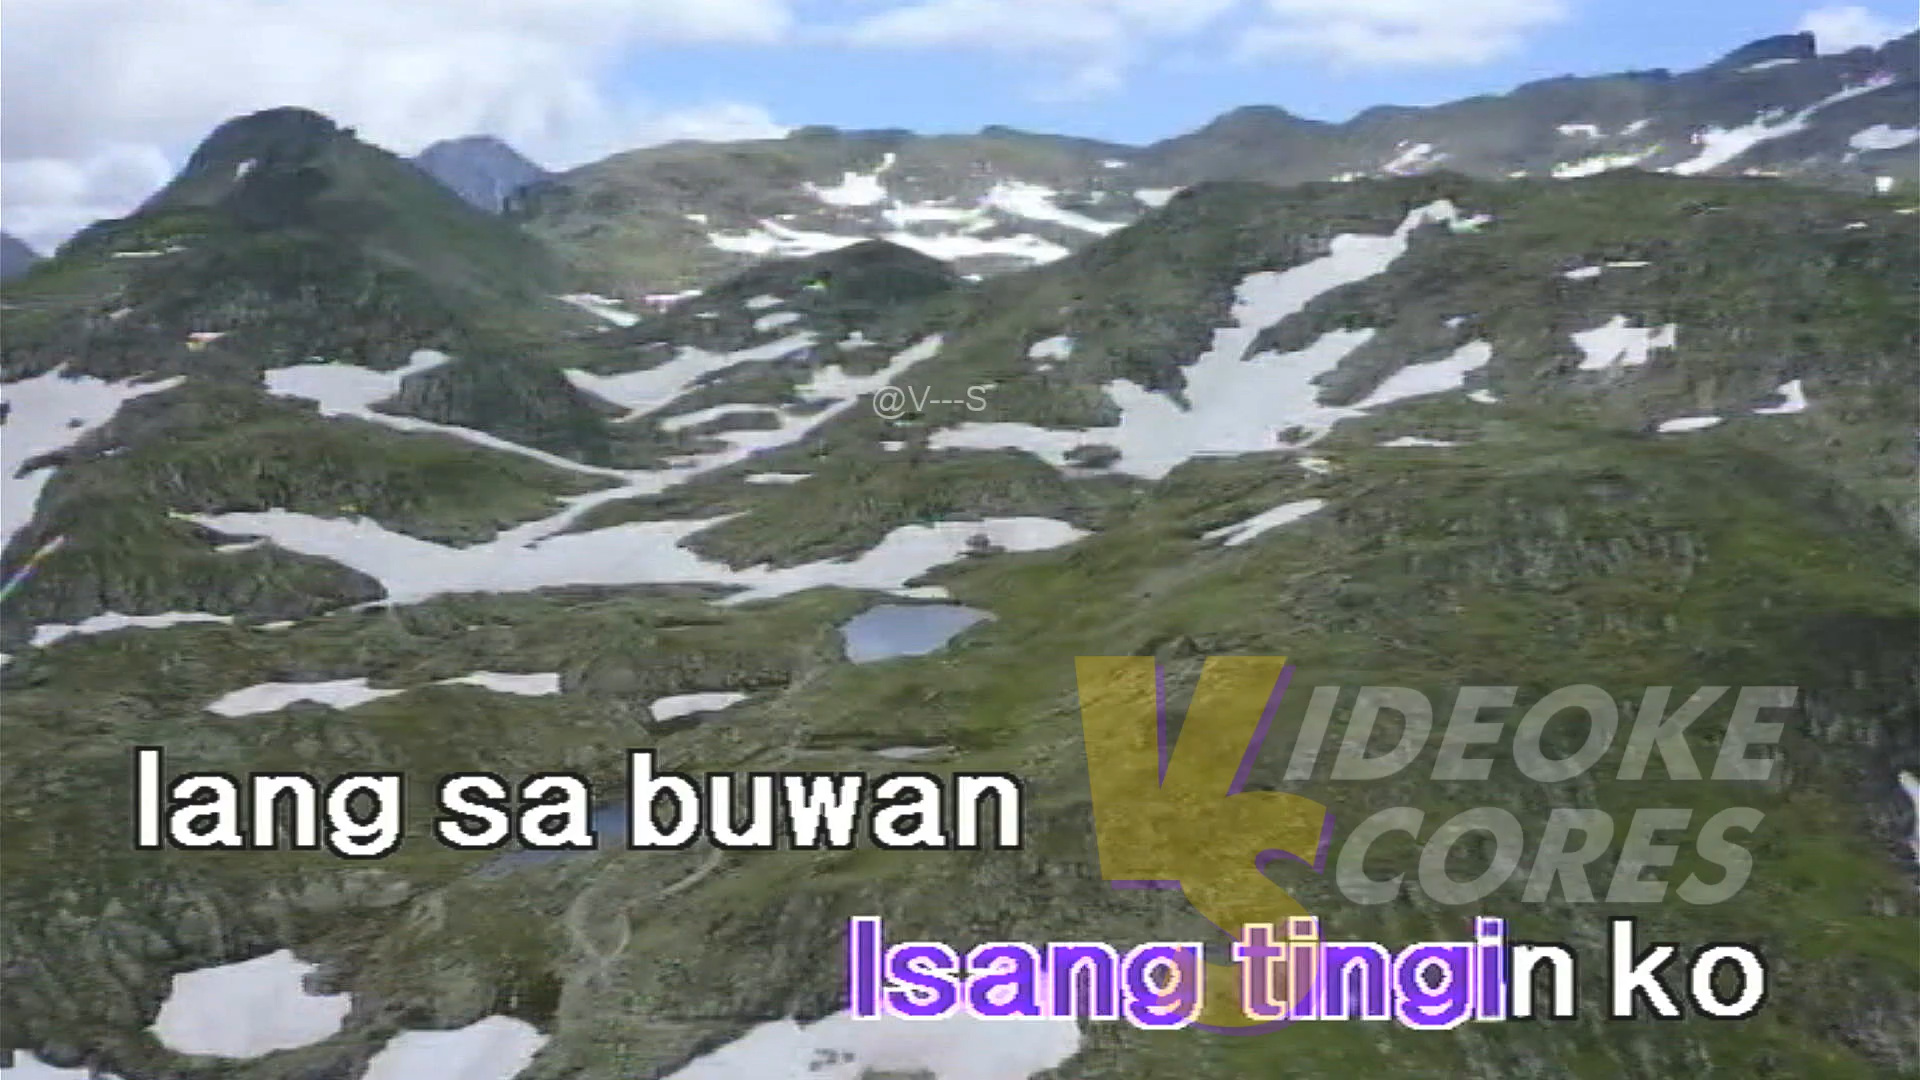 @V---S
VIDEOKE
SCORES
lang sa buwan
Isang tingin ko